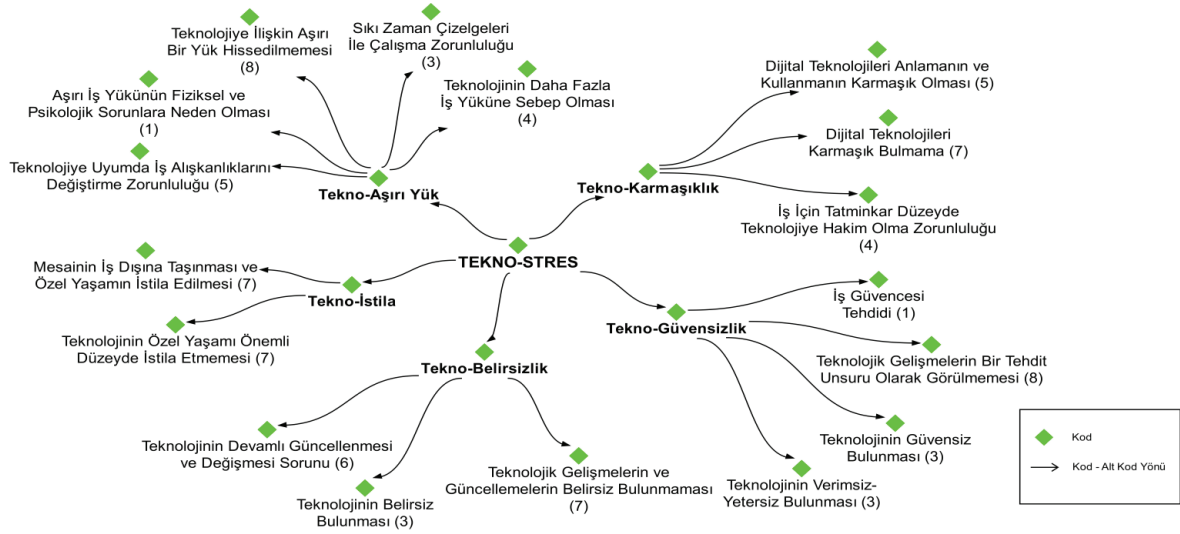 Teknolojiye İlişkin Aşırı
Bir Yük Hissedilmemesi
(8)
Sıkı Zaman Çizelgeleri
İle Çalışma Zorunluluğu
(3)
Teknolojinin Daha Fazla
İş Yüküne Sebep Olması
(4)
Aşırı İş Yükünün Fiziksel ve
Psikolojik Sorunlara Neden Olması
(1)
Teknolojiye Uyumda İş Alışkanlıklarını
Değiştirme Zorunluluğu (5)
Tekno-Aşırı Yük
Dijital Teknolojileri Anlamanın ve
Kullanmanın Karmaşık Olması (5)
Dijital Teknolojileri
Karmaşık Bulmama (7)
Tekno-Karmaşıklık
İş İçin Tatminkar Düzeyde
Teknolojiye Hakim Olma Zorunluluğu
(4)
TEKNO-STRES
Mesainin İş Dışına Taşınması ve
Özel Yaşamın İstila Edilmesi (7)
Tekno-İstila
Teknolojinin Özel Yaşamı Önemli
Düzeyde İstila Etmemesi (7)
İş Güvencesi
Tehdidi (1)
Tekno-Güvensizlik
Teknolojik Gelişmelerin Bir Tehdit
Unsuru Olarak Görülmemesi (8)
Tekno-Belirsizlik
Teknolojinin Devamlı Güncellenmesi
ve Değişmesi Sorunu (6)
Teknolojinin Belirsiz
Bulunması (3)
Teknolojik Gelişmelerin ve
Güncellemelerin Belirsiz Bulunmaması
(7)
Teknolojinin Güvensiz
Bulunması (3)
Teknolojinin Verimsiz-
Yetersiz Bulunması (3)
Kod
Kod - Alt Kod Yönü